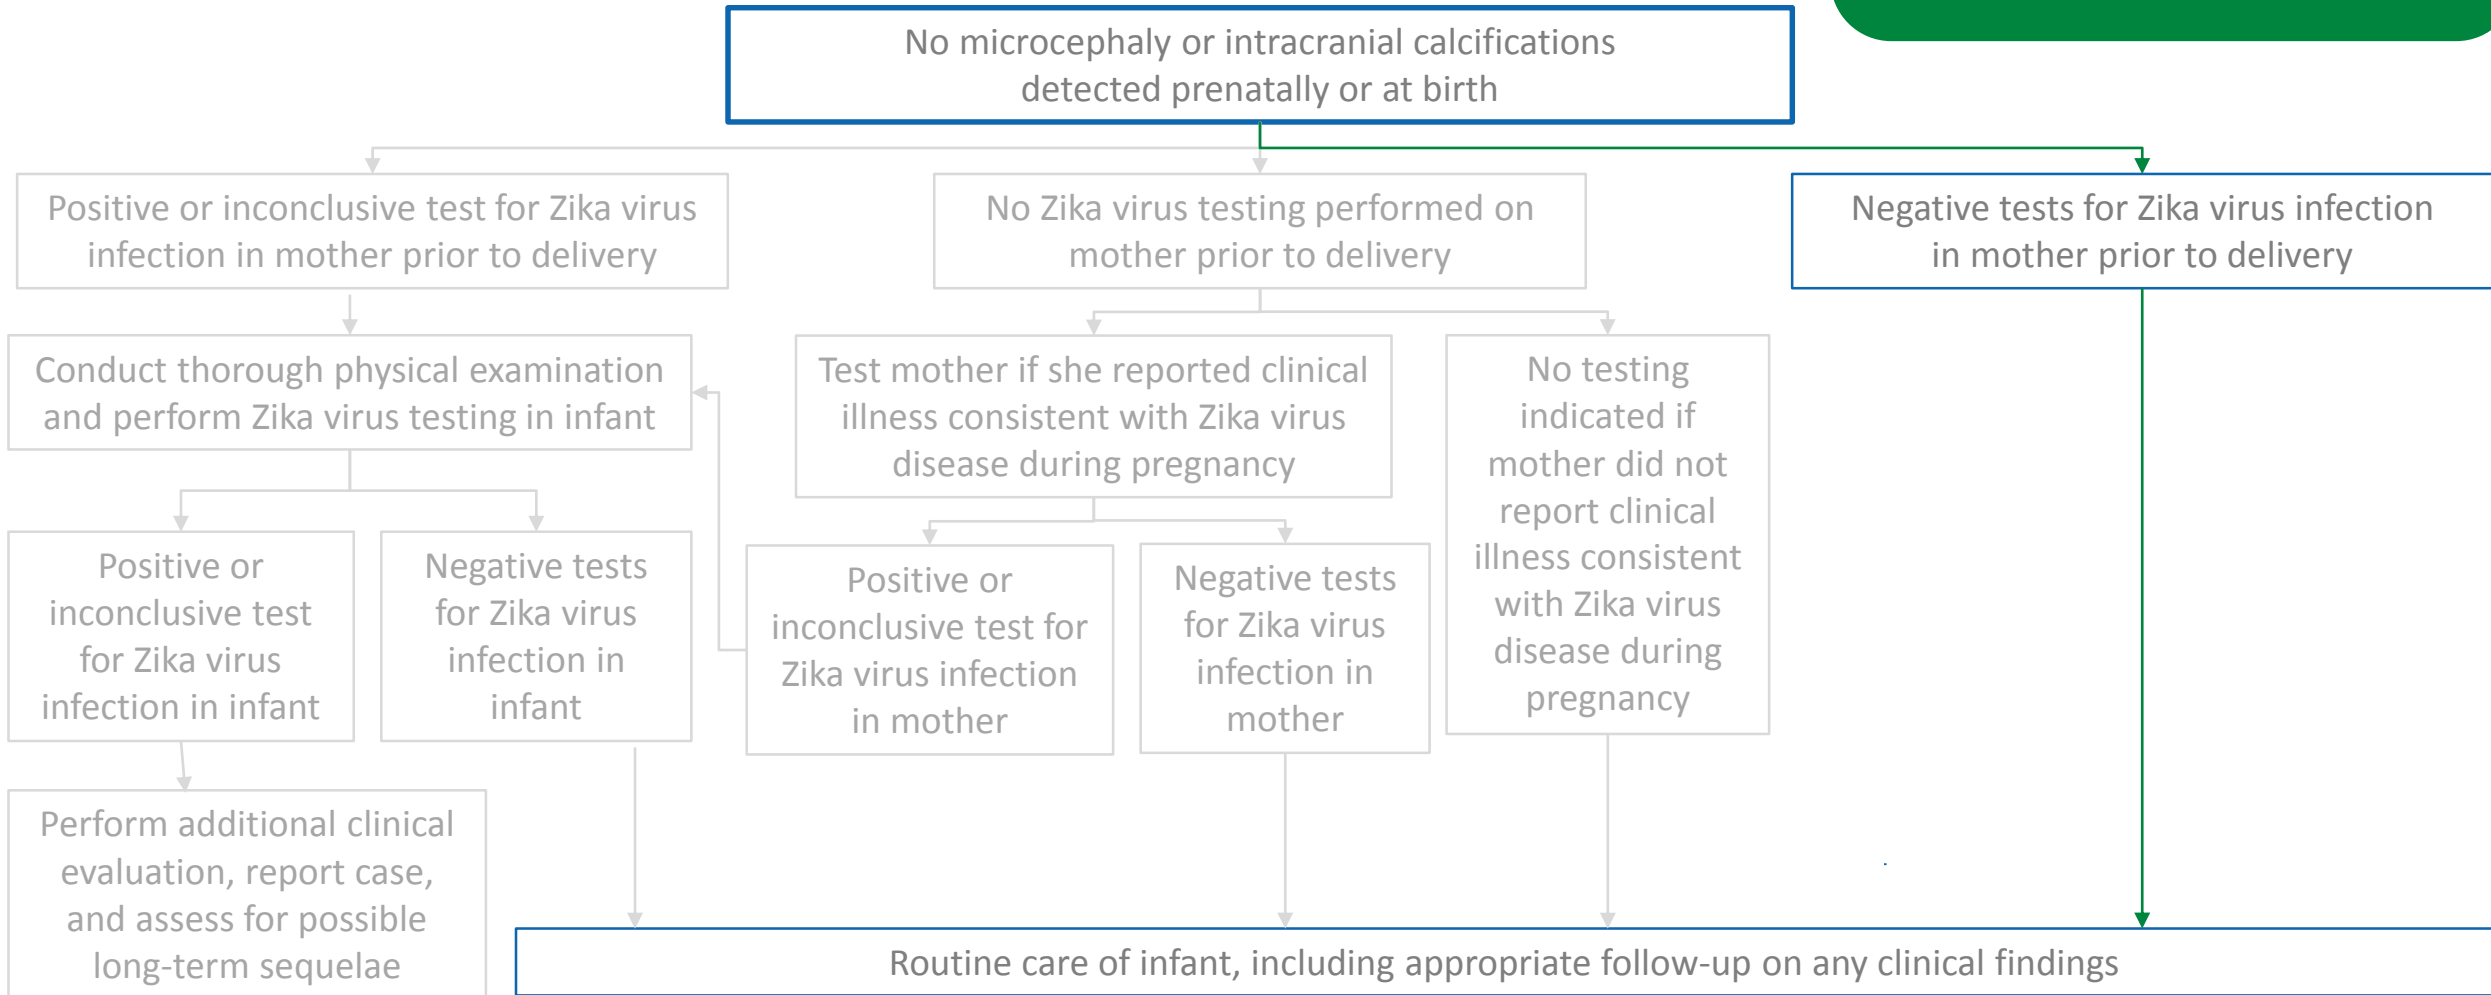 No microcephaly or intracranial calcifications
detected prenatally or at birth
Positive or inconclusive test for Zika virus
infection in mother prior to delivery
No Zika virus testing performed on
mother prior to delivery
Negative tests for Zika virus infection
in mother prior to delivery
Conduct thorough physical examination
and perform Zika virus testing in infant
Test mother if she reported clinical
illness consistent with Zika virus
disease during pregnancy
No testing
indicated if
mother did not
report clinical
illness consistent
with Zika virus
disease during
pregnancy
Positive or
inconclusive test
for Zika virus
infection in infant
Negative tests
for Zika virus
infection in
infant
Positive or
inconclusive test for
Zika virus infection
in mother
Negative tests
for Zika virus
infection in
mother
Perform additional clinical
evaluation, report case,
and assess for possible
long-term sequelae
Routine care of infant, including appropriate follow-up on any clinical findings